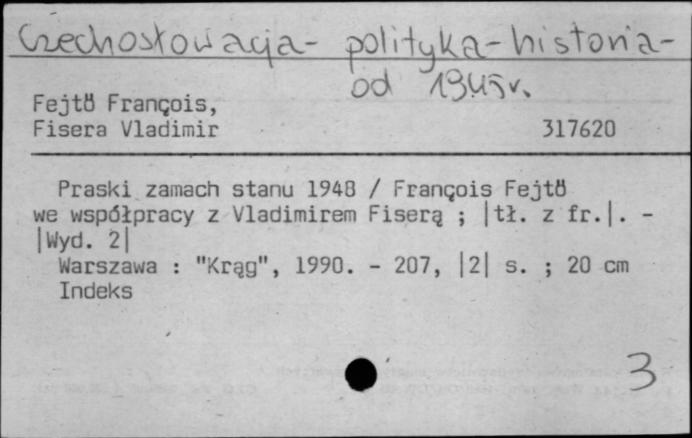 Czechosłowacja - polityka - historia -
od 1945 r.
Fejtö François,
Fisera Vladimir 317620
Praski zamach stanu 1948 / François Fejtö
we współpracy z Vladimirem Fiserą ; |tł. z fr.|. -
|Wyd. 2|
Warszawa : "Krąg", 1990. - 207, |2| s. ; 20 cm
Indeks
3